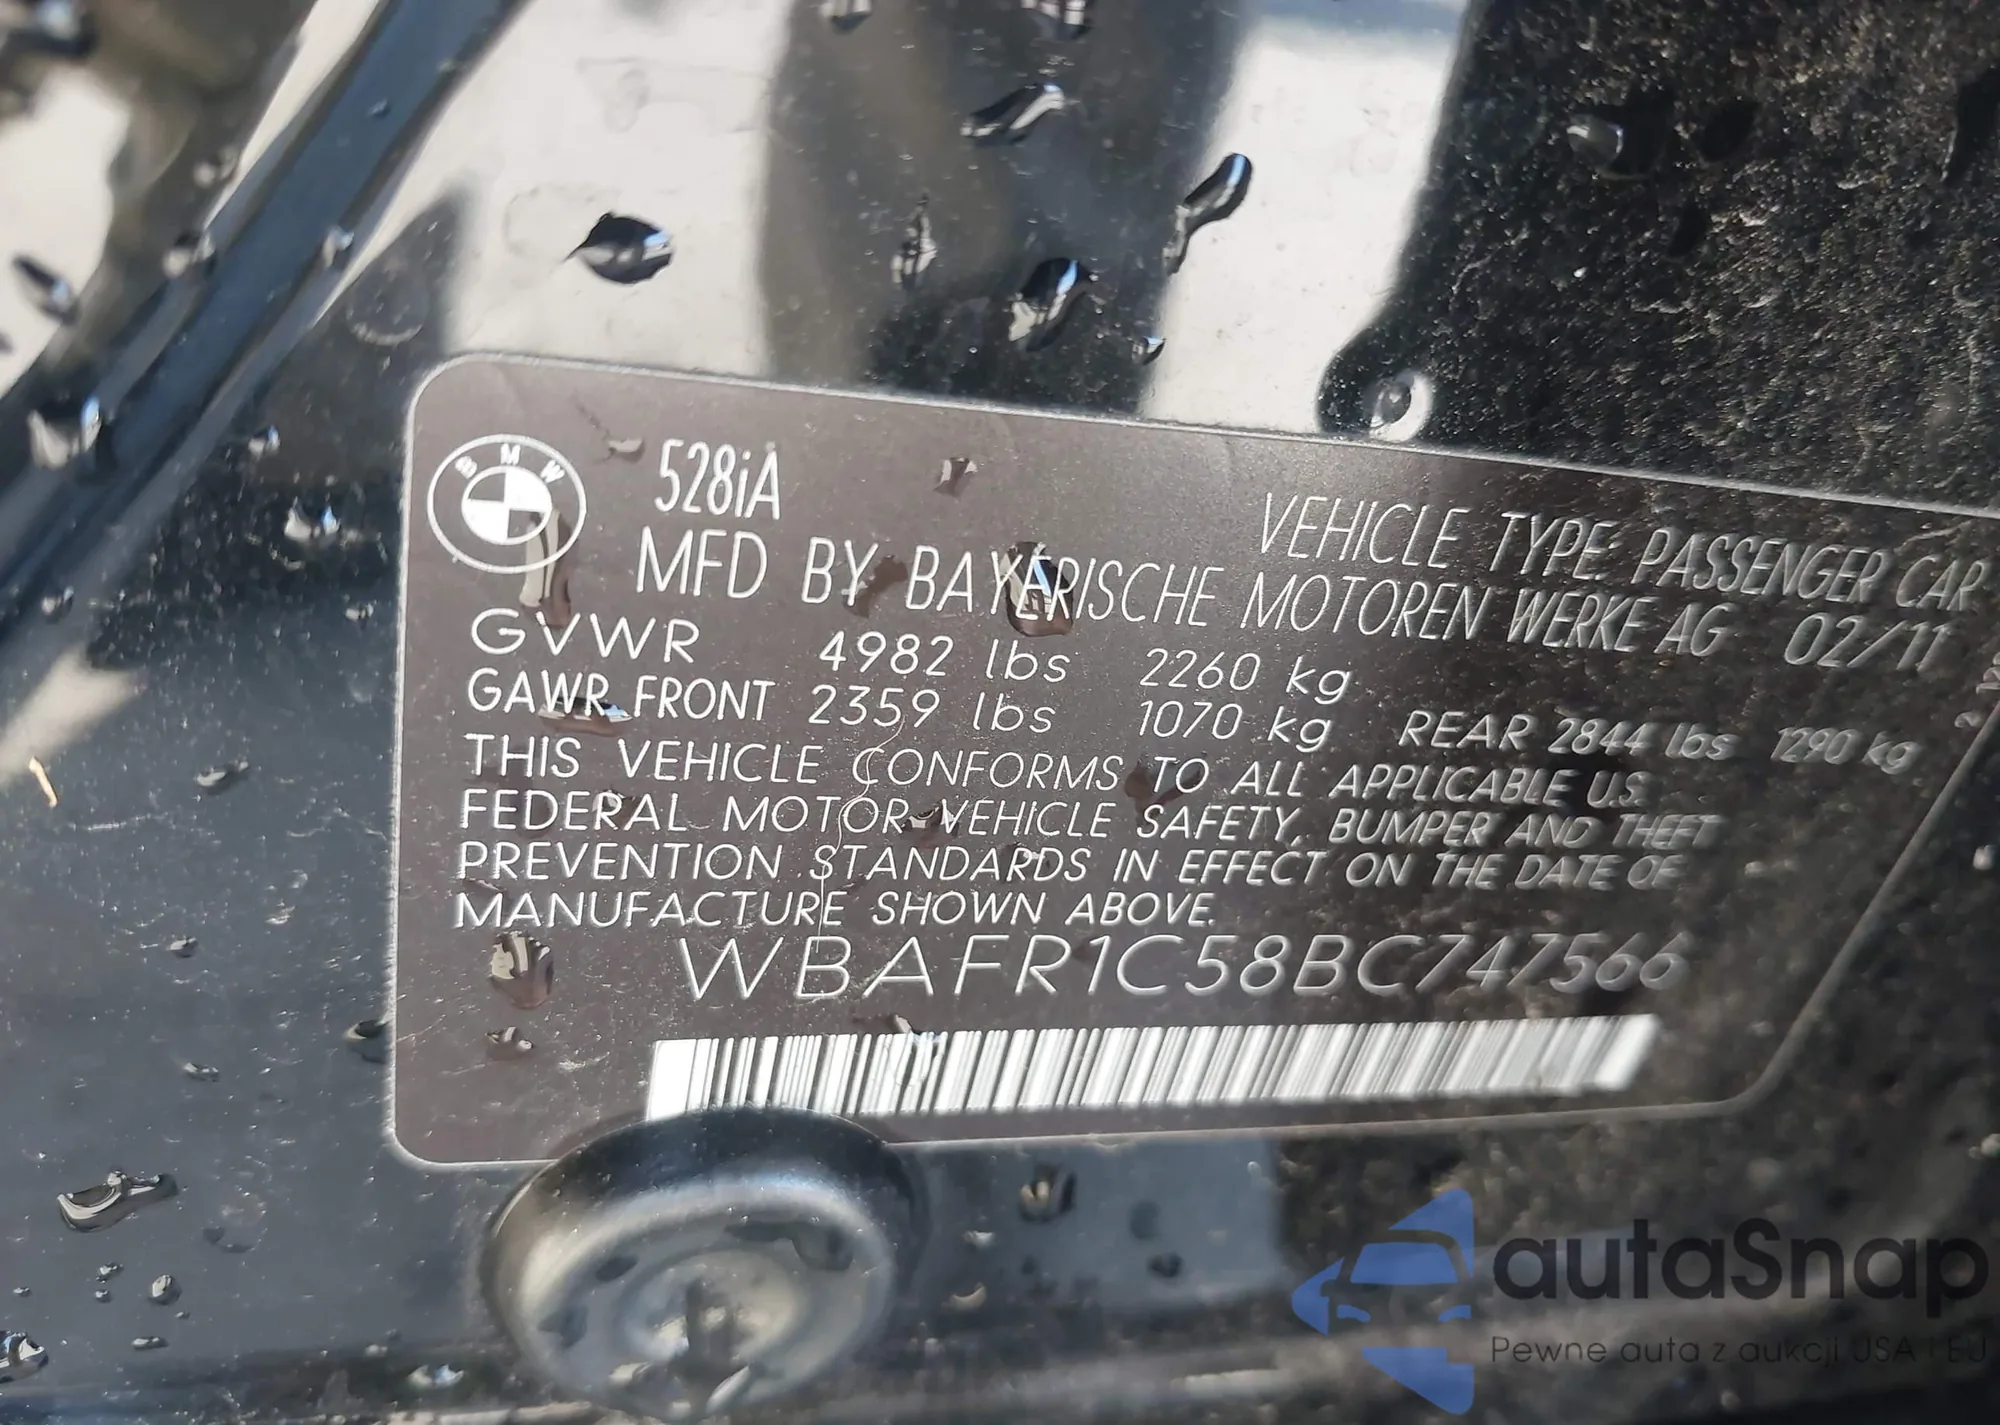 BMW
528iA
VEHICLE TYPE: PASSENGER CAR
MFD BY BAYERISCHE MOTOREN WERKE AG 02/11
GVWR 4982 lbs 2260 kg
GAWR FRONT 2359 lbs 1070 kg REAR 2844 lbs 1290 kg
THIS VEHICLE CONFORMS TO ALL APPLICABLE U.S.
FEDERAL MOTOR VEHICLE SAFETY, BUMPER AND THEFT
PREVENTION STANDARDS IN EFFECT ON THE DATE OF
MANUFACTURE SHOWN ABOVE.
WBAFR1C58BC747566
autaSnap
Pewne auta z aukcji USA i EU